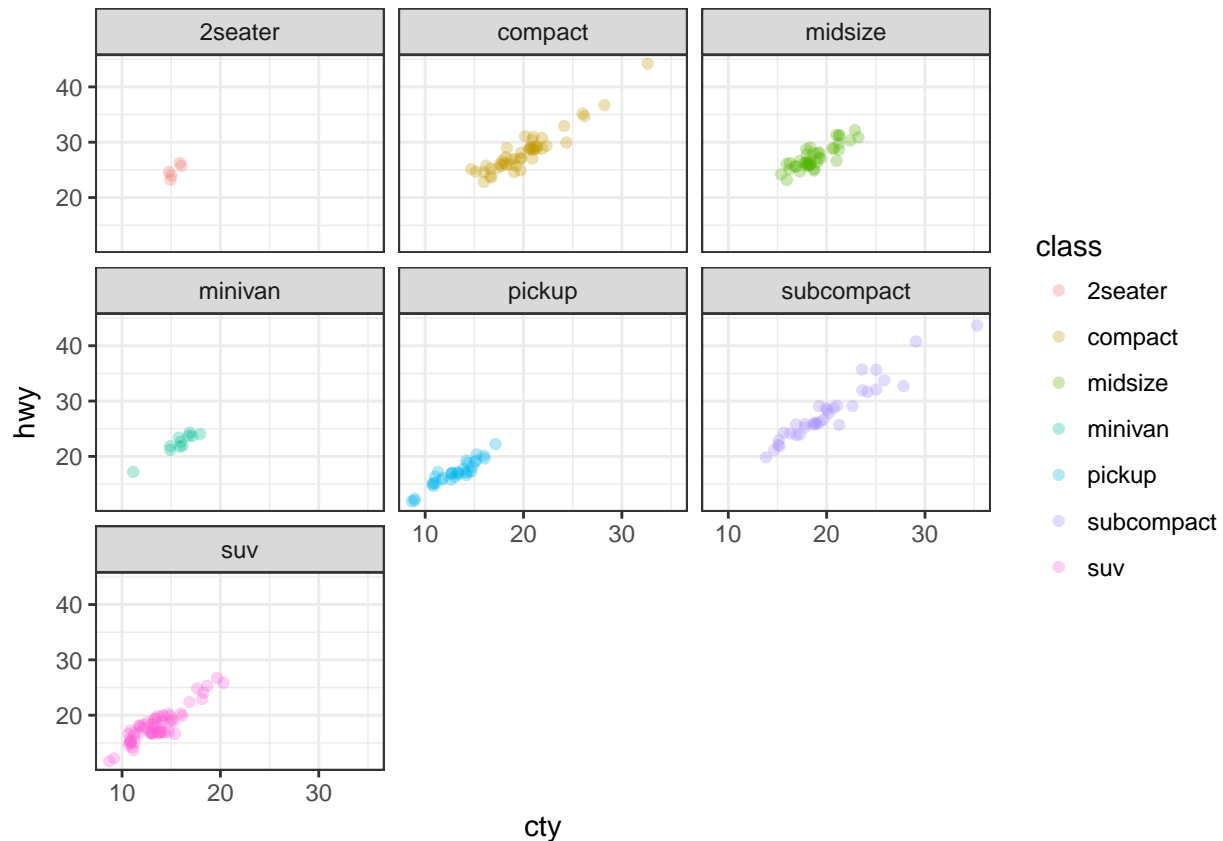 2seater
compact
midsize
40
30
20
minivan
pickup
subcompact
hwy
40
30
20
10 20 30
10 20 30
suv
40
30
20
10 20 30
cty
class
2seater
compact
midsize
minivan
pickup
subcompact
suv